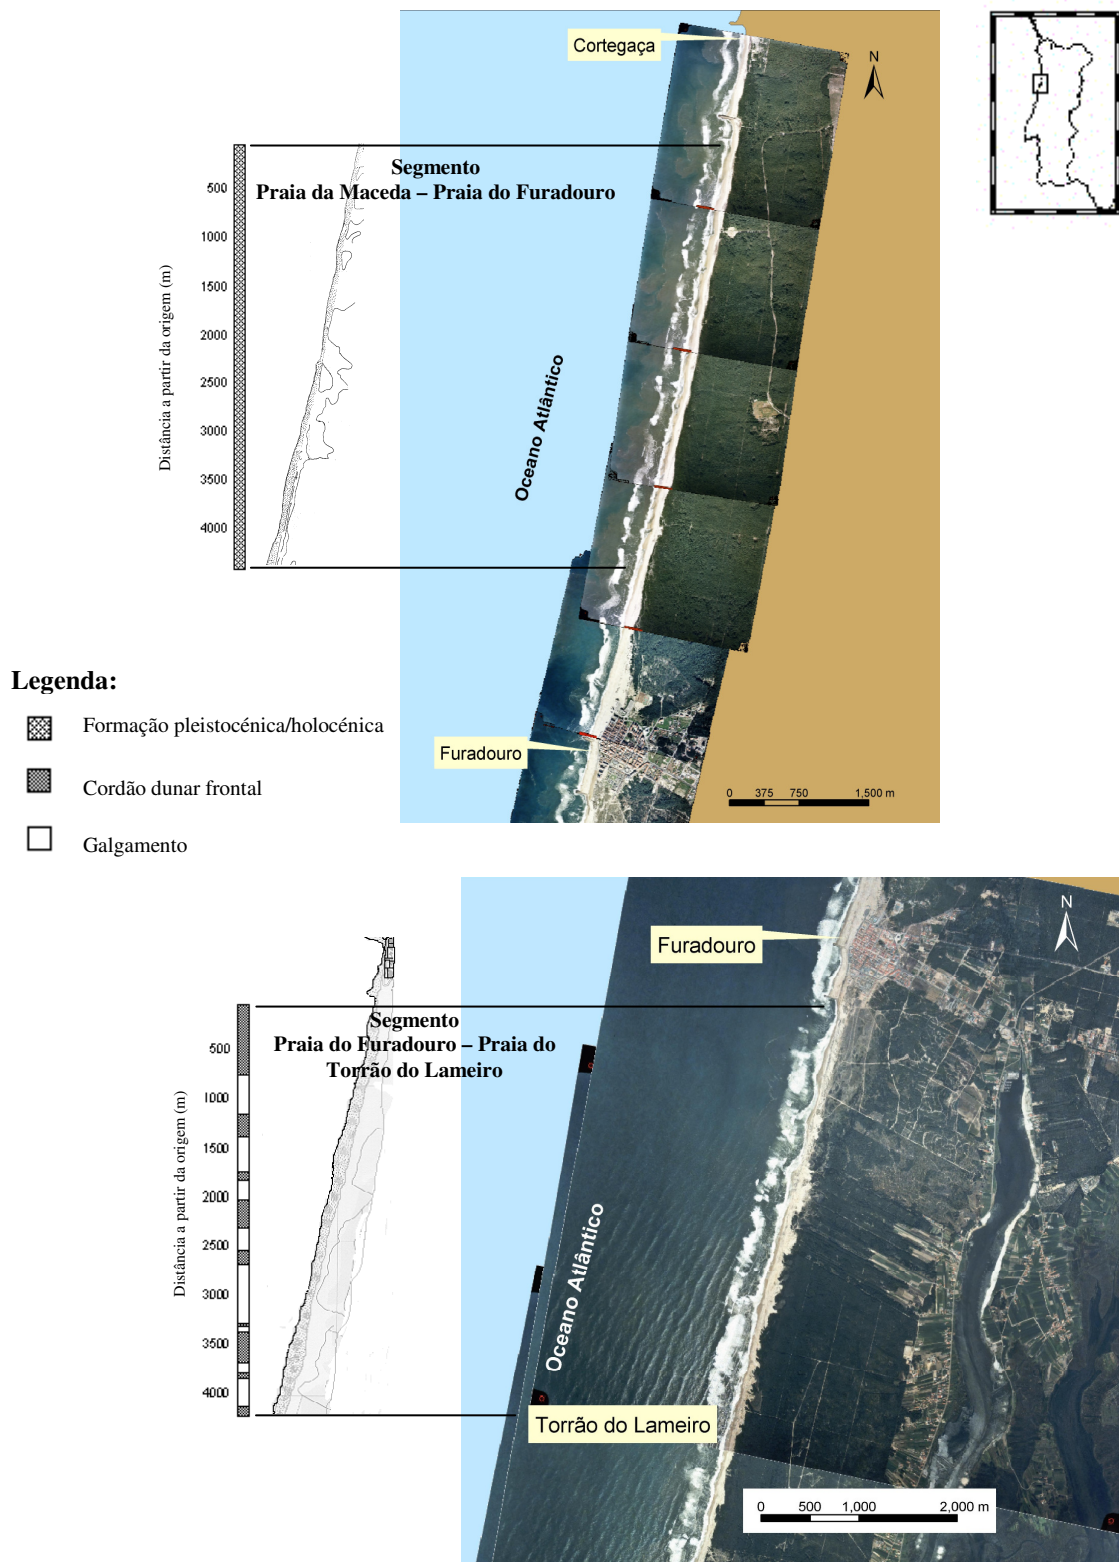 Cortegaça
N
Segmento
Praia da Maceda – Praia do Furadouro
500
1000
1500
2000
2500
3000
3500
4000
Distância a partir da origem (m)
Oceano Atlântico
Furadouro
0 375 750 1,500 m
Legenda:
Formação pleistocénica/holocénica
Cordão dunar frontal
Galgamento
N
Furadouro
Segmento
Praia do Furadouro – Praia do
Torrão do Lameiro
500
1000
1500
2000
2500
3000
3500
4000
Distância a partir da origem (m)
Oceano Atlântico
Torrão do Lameiro
0 500 1,000 2,000 m